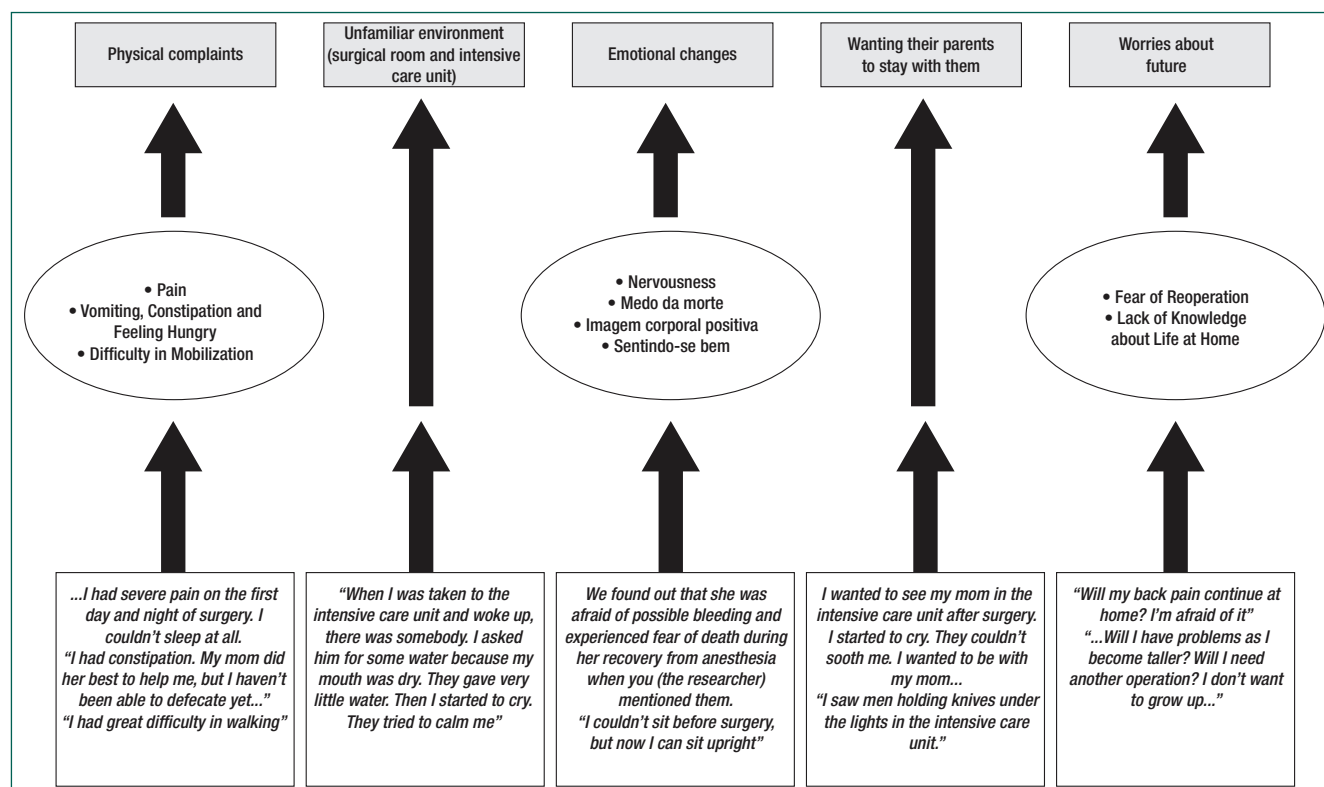 Physical complaints
Unfamiliar environment
(surgical room and intensive
care unit)
Emotional changes
Wanting their parents
to stay with them
Worries about
future
• Pain
• Vomiting, Constipation and
Feeling Hungry
• Difficulty in Mobilization
• Nervousness
• Medo da morte
• Imagem corporal positiva
• Sentindo-se bem
• Fear of Reoperation
• Lack of Knowledge
about Life at Home
...I had severe pain on the first
day and night of surgery. I
couldn’t sleep at all.
“I had constipation. My mom did
her best to help me, but I haven’t
been able to defecate yet...”
“I had great difficulty in walking”
“When I was taken to the
intensive care unit and woke up,
there was somebody. I asked
him for some water because my
mouth was dry. They gave very
little water. Then I started to cry.
They tried to calm me”
We found out that she was
afraid of possible bleeding and
experienced fear of death during
her recovery from anesthesia
when you (the researcher)
mentioned them.
“I couldn’t sit before surgery,
but now I can sit upright”
I wanted to see my mom in the
intensive care unit after surgery.
I started to cry. They couldn’t
sooth me. I wanted to be with
my mom...
“I saw men holding knives under
the lights in the intensive care
unit.”
“Will my back pain continue at
home? I’m afraid of it”
“...Will I have problems as I
become taller? Will I need
another operation? I don’t want
to grow up...”